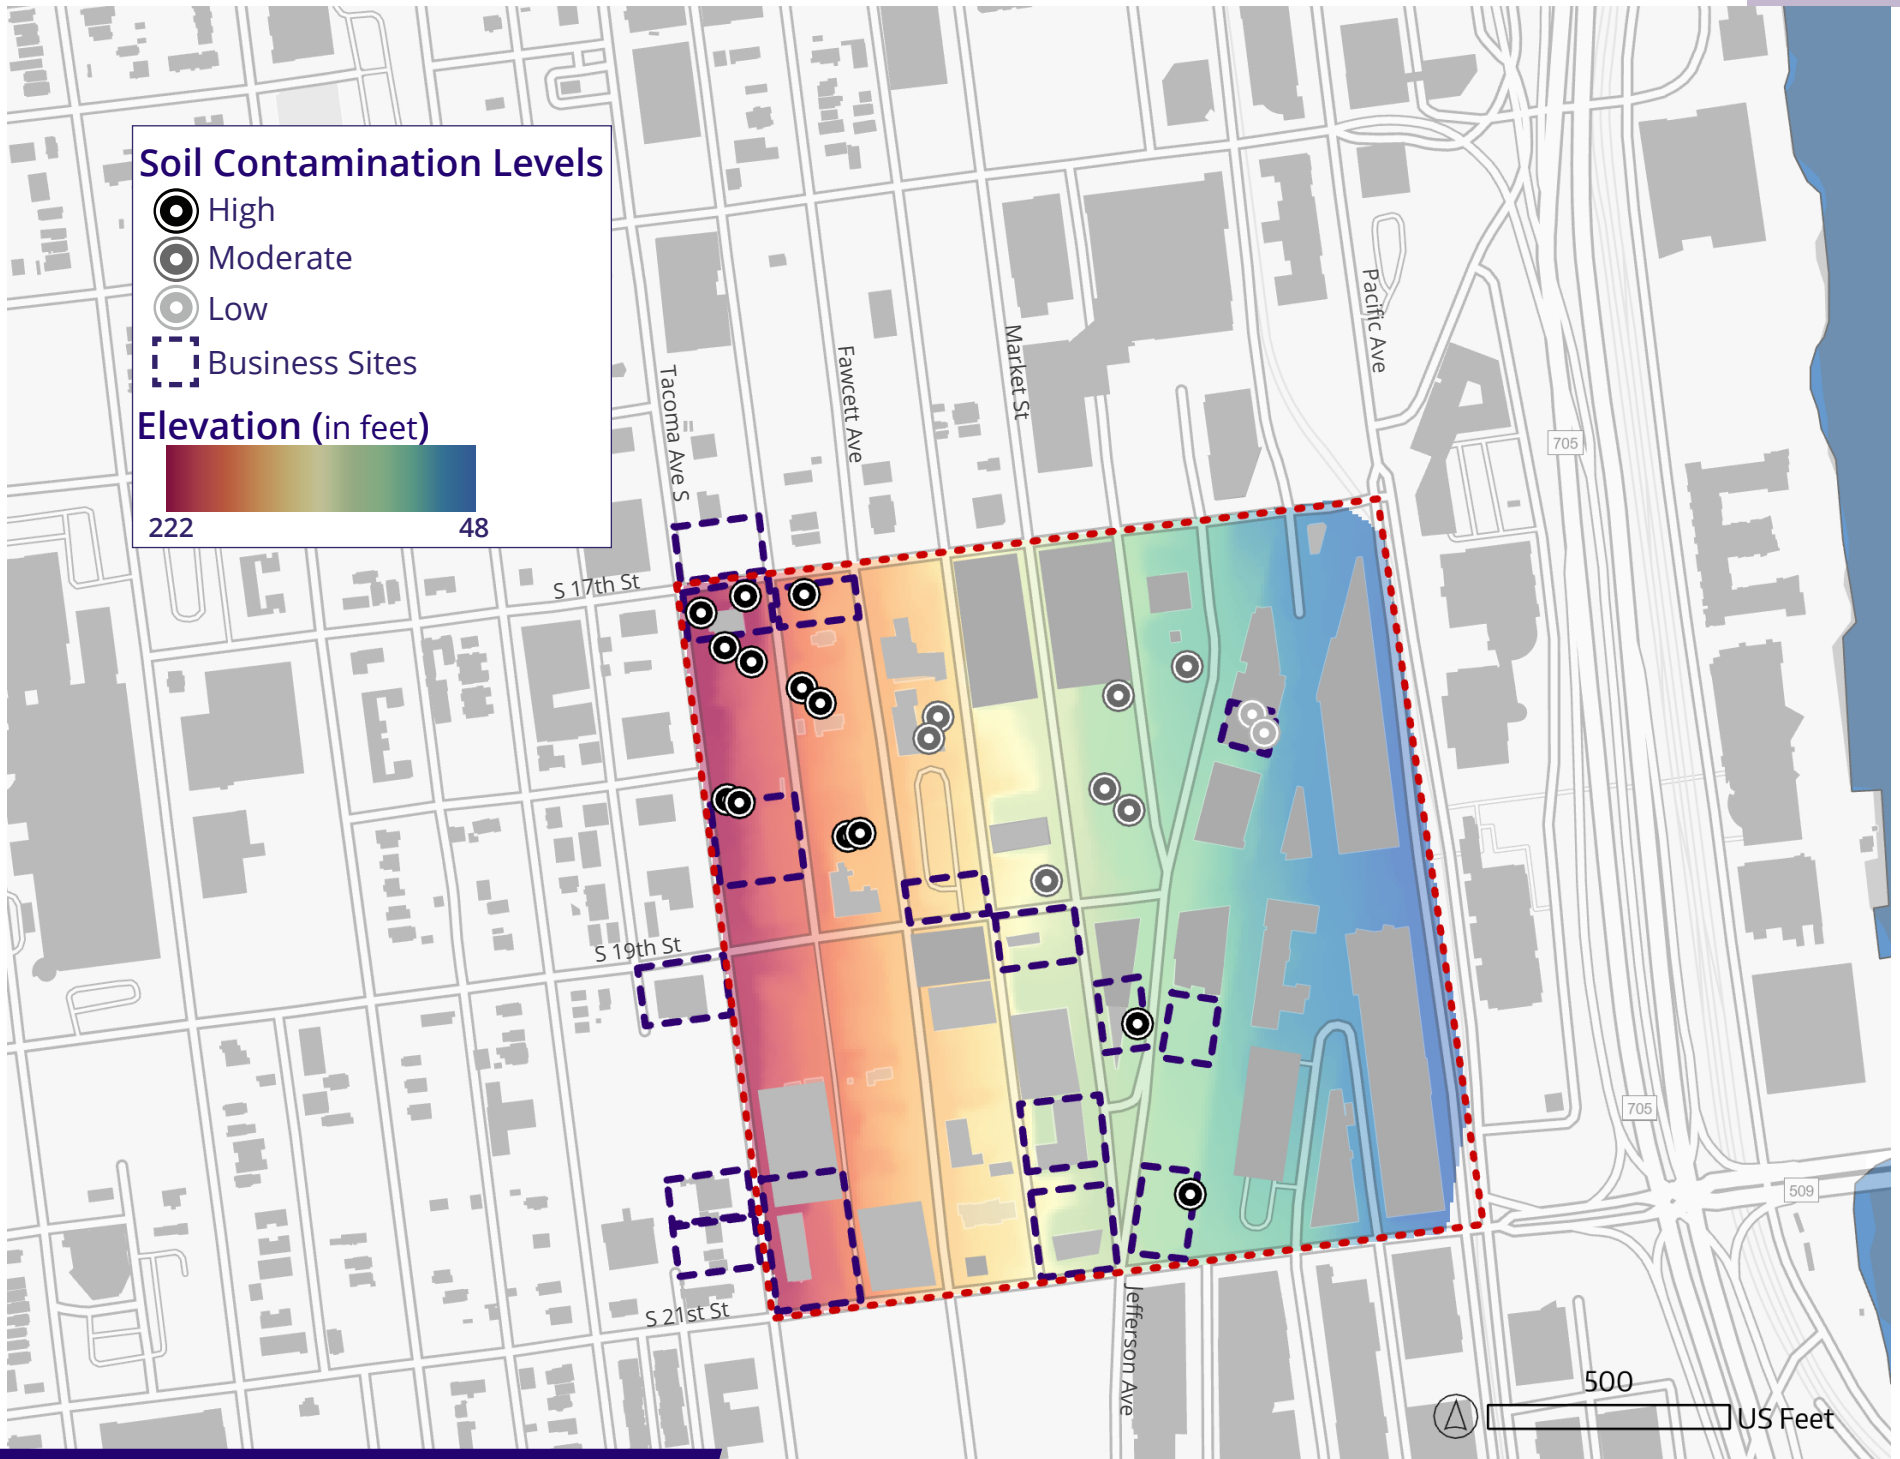 Soil Contamination Levels
High
Moderate
Low
Business Sites
Elevation (in feet)
222
48
Tacoma Ave S
Fawcett Ave
Market St
Pacific Ave
705
S 17th St
S 19th St
705
509
S 21st St
Jefferson Ave
500
US Feet